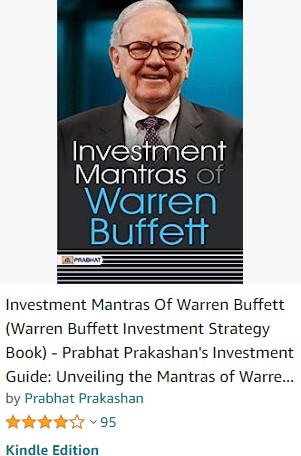 Investment
Mantras of
Warren
Buffett
PRABHAT
Investment Mantras Of Warren Buffett
(Warren Buffett Investment Strategy
Book) - Prabhat Prakashan's Investment
Guide: Unveiling the Mantras of Warre...
by Prabhat Prakashan
95
Kindle Edition